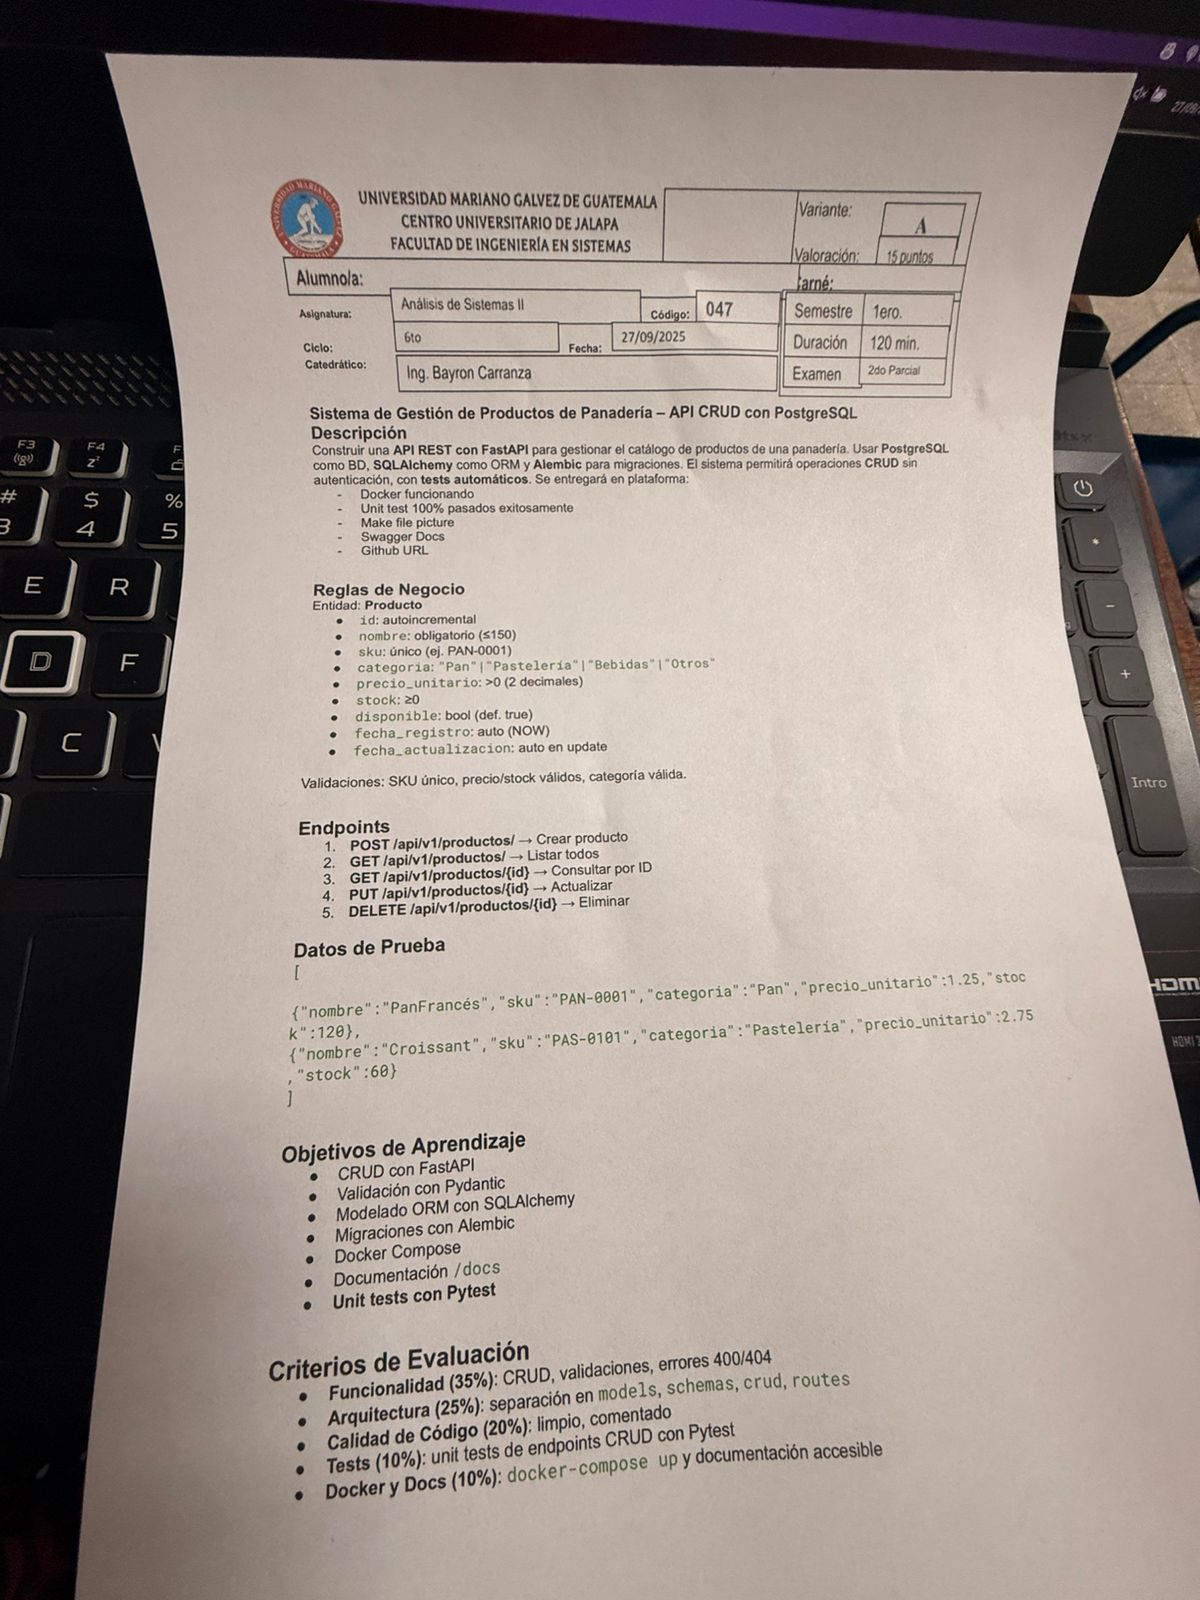 UNIVERSIDAD MARIANO GALVEZ DE GUATEMALA
CENTRO UNIVERSITARIO DE JALAPA
FACULTAD DE INGENIERÍA EN SISTEMAS
Variante: A
Valoración: 15 puntos
Alumno/a:
Carné:
Asignatura: Análisis de Sistemas II Código: 047 Semestre 1ero.
Ciclo: 6to Fecha: 27/09/2025 Duración 120 min.
Catedrático: Ing. Bayron Carranza Examen 2do Parcial
Sistema de Gestión de Productos de Panadería – API CRUD con PostgreSQL
Descripción
Construir una API REST con FastAPI para gestionar el catálogo de productos de una panadería. Usar PostgreSQL
como BD, SQLAlchemy como ORM y Alembic para migraciones. El sistema permitirá operaciones CRUD sin
autenticación, con tests automáticos. Se entregará en plataforma:
- Docker funcionando
- Unit test 100% pasados exitosamente
- Make file picture
- Swagger Docs
- Github URL
Reglas de Negocio
Entidad: Producto
● id: autoincremental
● nombre: obligatorio (≤150)
● sku: único (ej. PAN-0001)
● categoria: "Pan"|"Pastelería"|"Bebidas"|"Otros"
● precio_unitario: >0 (2 decimales)
● stock: ≥0
● disponible: bool (def. true)
● fecha_registro: auto (NOW)
● fecha_actualizacion: auto en update
Validaciones: SKU único, precio/stock válidos, categoría válida.
Endpoints
1. POST /api/v1/productos/ → Crear producto
2. GET /api/v1/productos/ → Listar todos
3. GET /api/v1/productos/{id} → Consultar por ID
4. PUT /api/v1/productos/{id} → Actualizar
5. DELETE /api/v1/productos/{id} → Eliminar
Datos de Prueba
[
{"nombre":"PanFrancés","sku":"PAN-0001","categoria":"Pan","precio_unitario":1.25,"stoc
k":120},
{"nombre":"Croissant","sku":"PAS-0101","categoria":"Pastelería","precio_unitario":2.75
,"stock":60}
]
Objetivos de Aprendizaje
● CRUD con FastAPI
● Validación con Pydantic
● Modelado ORM con SQLAlchemy
● Migraciones con Alembic
● Docker Compose
● Documentación /docs
● Unit tests con Pytest
Criterios de Evaluación
● Funcionalidad (35%): CRUD, validaciones, errores 400/404
● Arquitectura (25%): separación en models, schemas, crud, routes
● Calidad de Código (20%): limpio, comentado
● Tests (10%): unit tests de endpoints CRUD con Pytest
● Docker y Docs (10%): docker-compose up y documentación accesible
F3
F4
#
3
$
4
%
5
E
R
D
F
C
*
-
+
Intro
HDMI